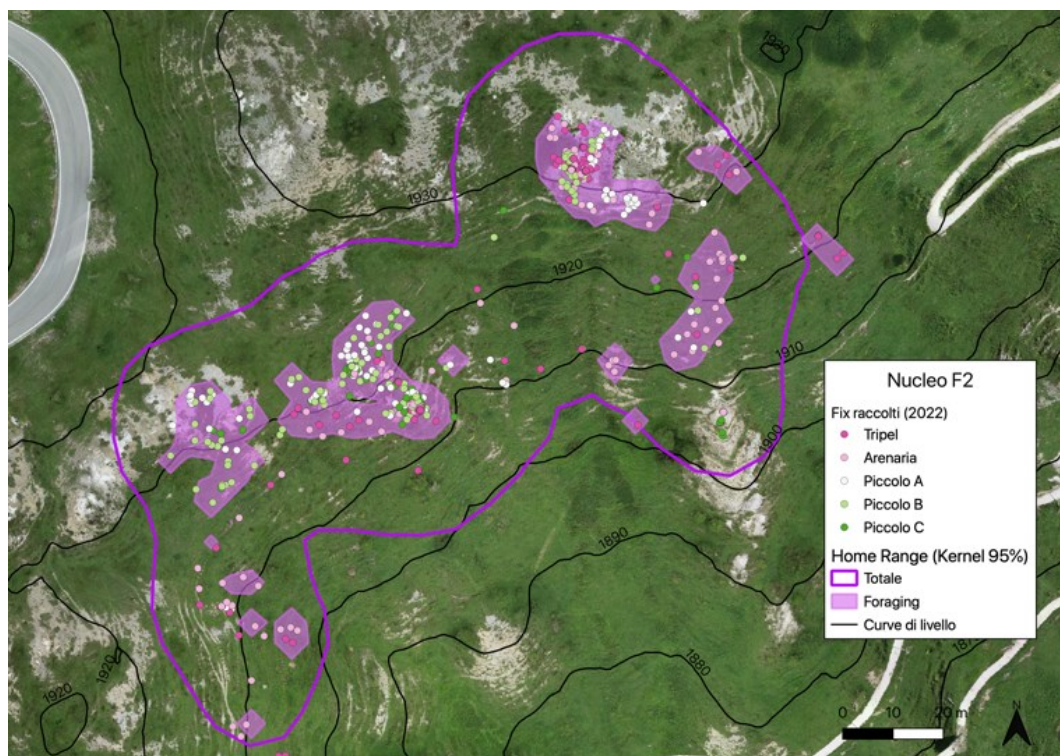 1930
1930
1920
1910
1900
1890
1880
1920
1920
Nucleo F2
Fix raccolti (2022)
Tripel
Arenaria
Piccolo A
Piccolo B
Piccolo C
Home Range (Kernel 95%)
Totale
Foraging
Curve di livello
0 10 20 m
N